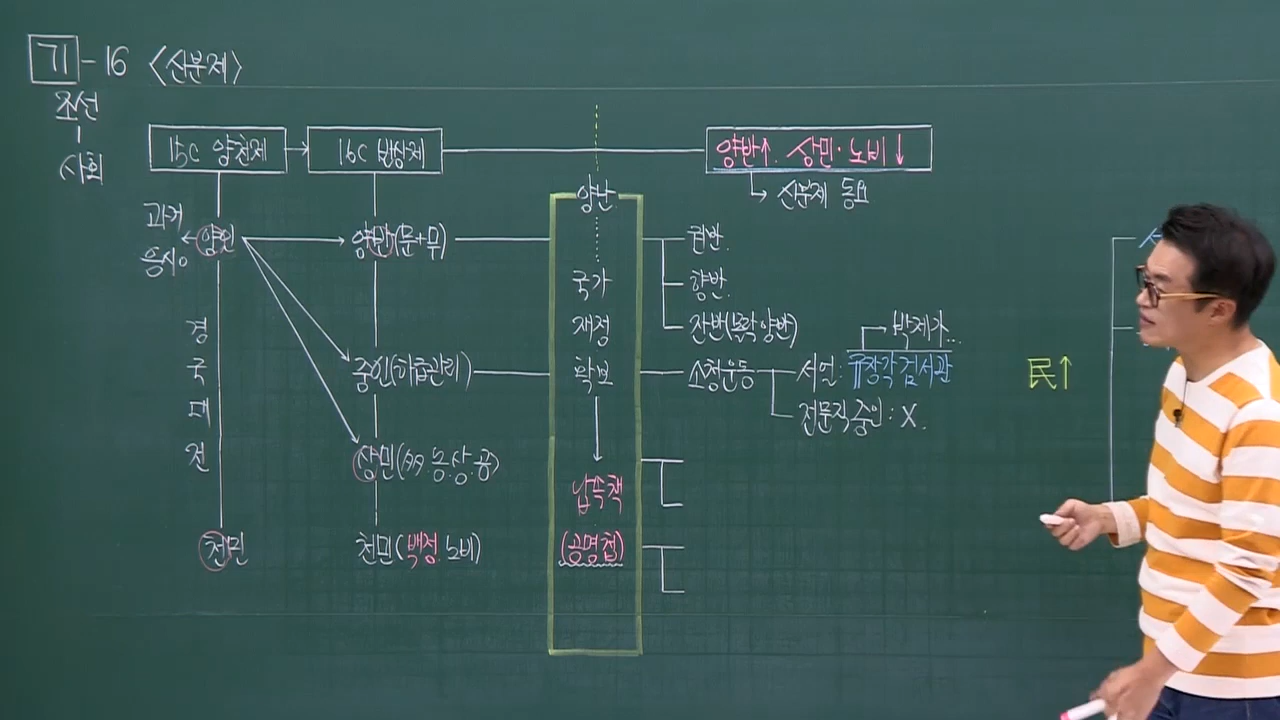 기-16 <신분제>
조선
사회
15C 양천제 → 16C 반상제
양반↑. 상민·노비↓
↳ 신분제 동요
과거
응시○
양인
양반(문+무)
양난
권반.
향반.
잔반(몰락양반)
경
국
대
전
국가
재정
확보
중인(하급관리)
소청운동
서얼: 규장각검서관
박제가...
전문직중인: X.
民↑
상민(有. 농.상.공)
납속책
천민
천민(백정.노비)
(공명첩)